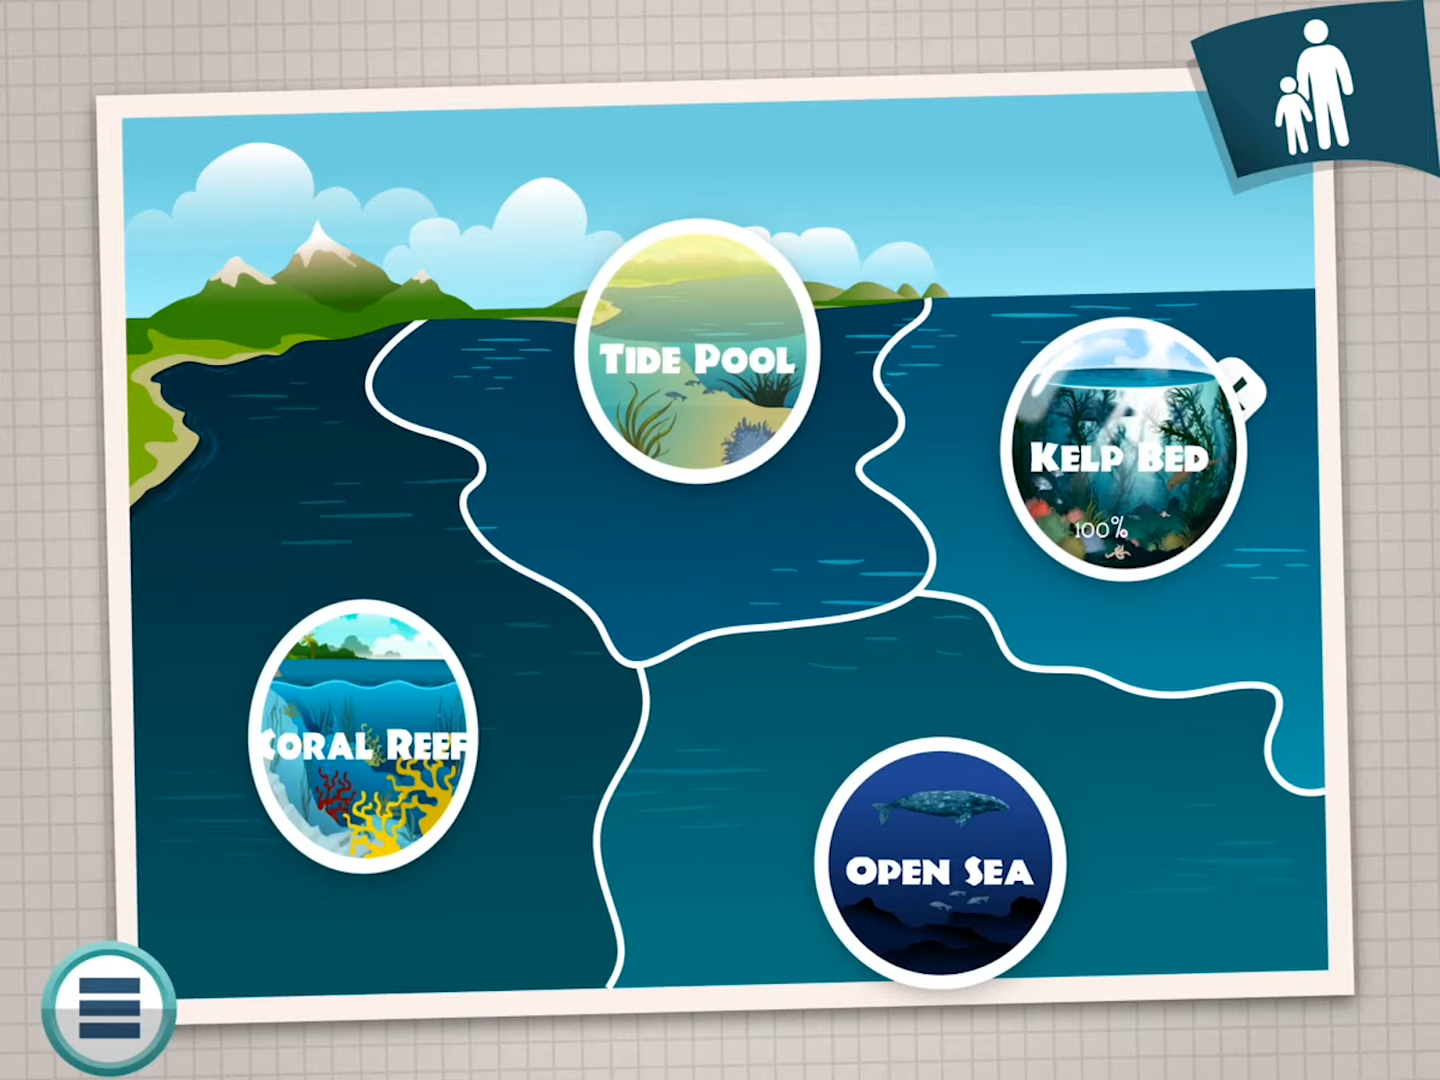 TIDE POOL
KELP BED
100%
CORAL REEF
OPEN SEA